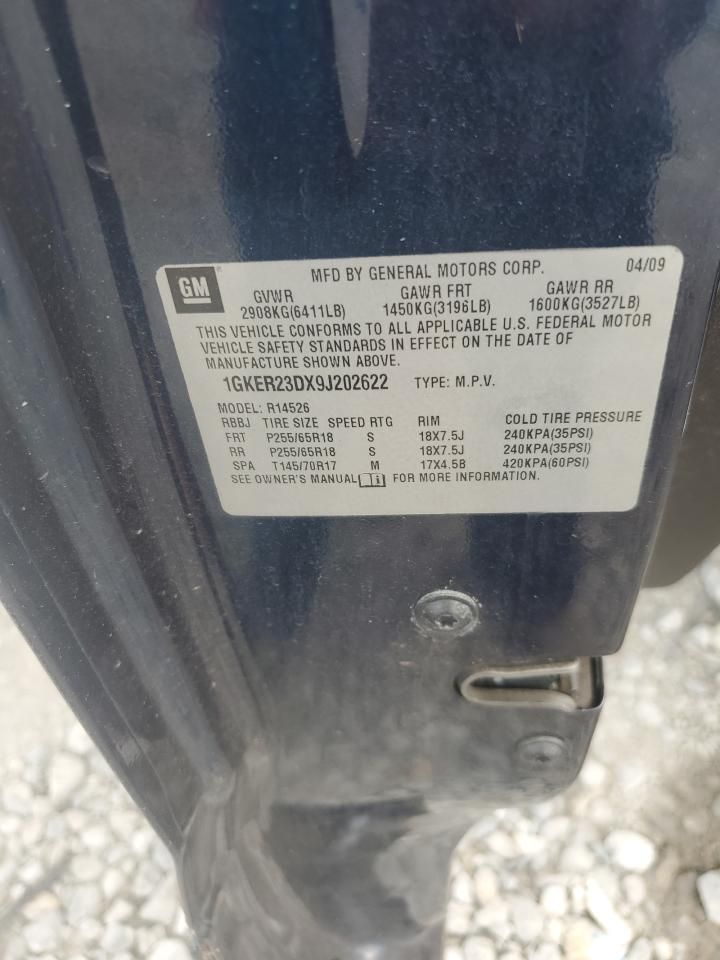 GM MFD BY GENERAL MOTORS CORP. 04/09
GVWR GAWR FRT GAWR RR
2908KG(6411LB) 1450KG(3196LB) 1600KG(3527LB)
THIS VEHICLE CONFORMS TO ALL APPLICABLE U.S. FEDERAL MOTOR
VEHICLE SAFETY STANDARDS IN EFFECT ON THE DATE OF
MANUFACTURE SHOWN ABOVE.
1GKER23DX9J202622 TYPE: M.P.V.
MODEL: R14526
RBBJ TIRE SIZE SPEED RTG RIM COLD TIRE PRESSURE
FRT P255/65R18 S 18X7.5J 240KPA(35PSI)
RR P255/65R18 S 18X7.5J 240KPA(35PSI)
SPA T145/70R17 M 17X4.5B 420KPA(60PSI)
SEE OWNER'S MANUAL FOR MORE INFORMATION.